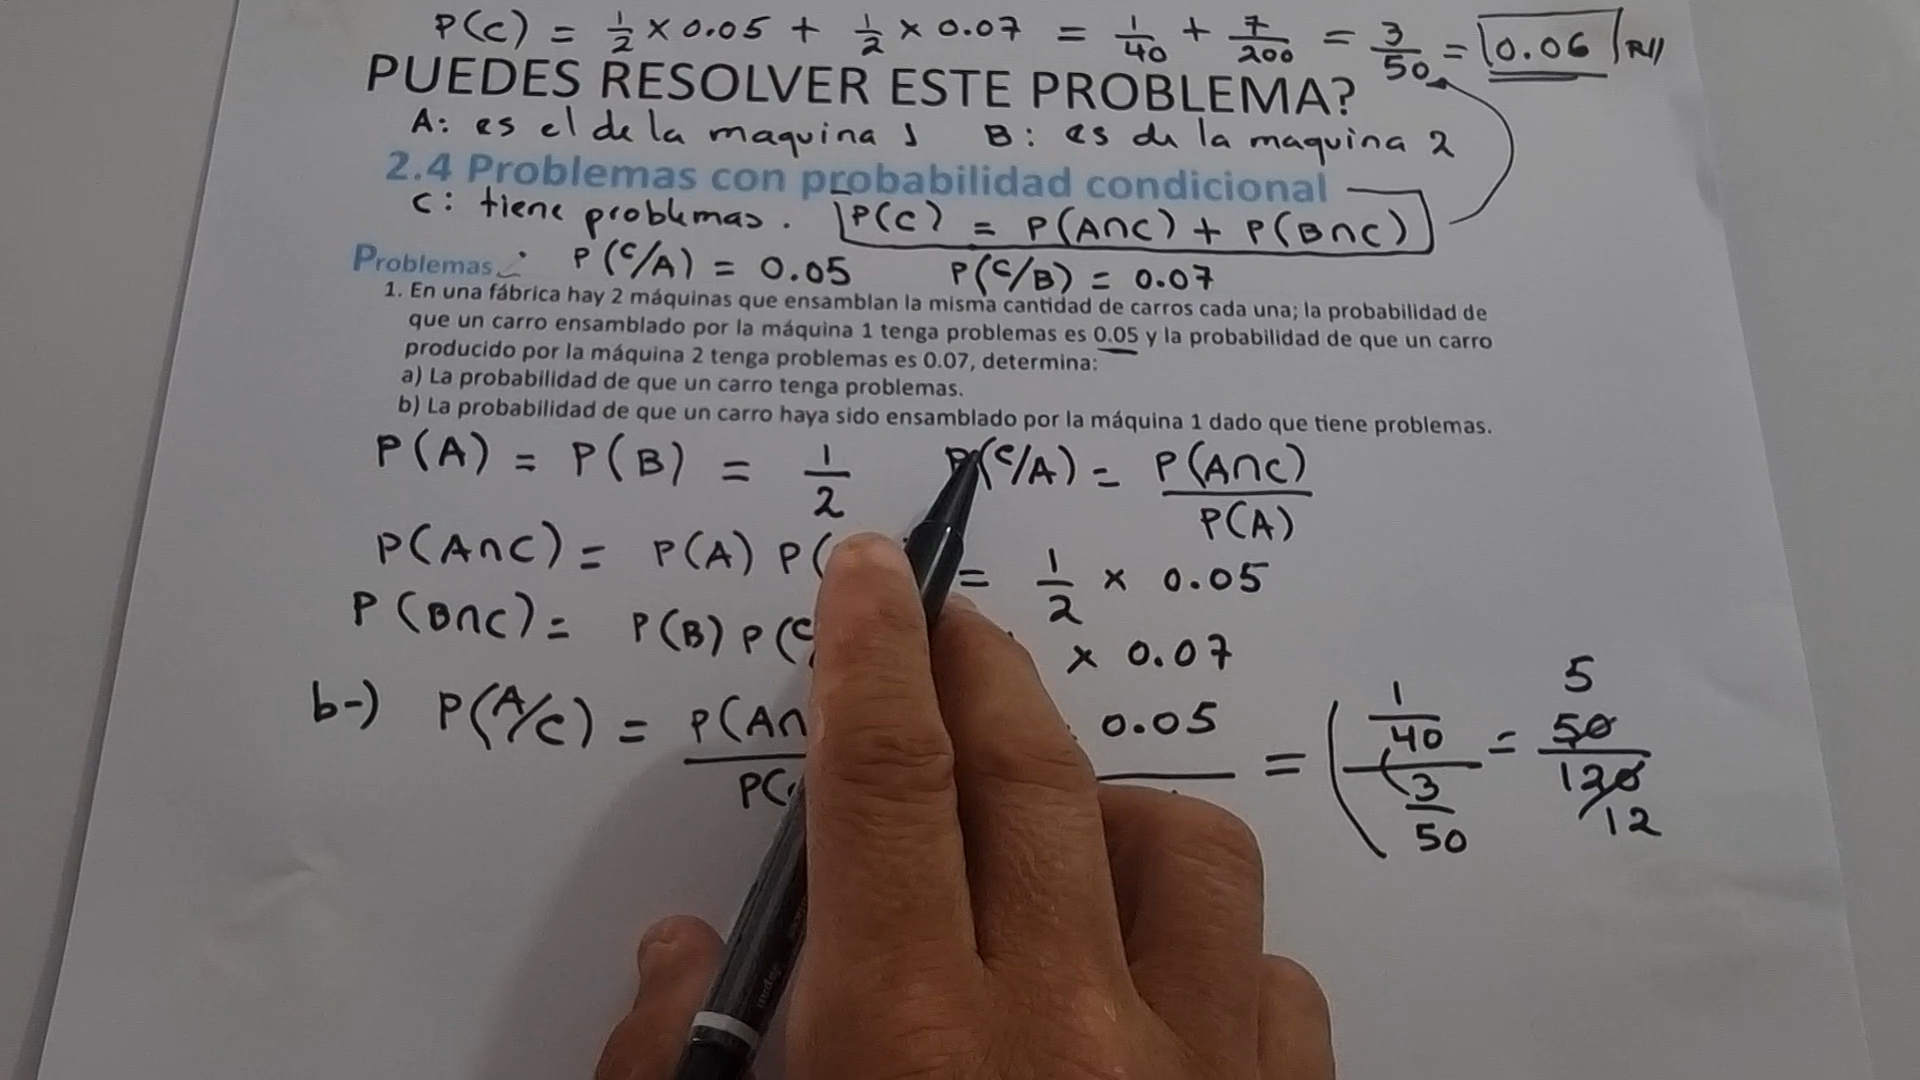 P(C) = 1/2 x 0.05 + 1/2 x 0.07 = 1/40 + 7/200 = 3/50 = 0.06 R//
PUEDES RESOLVER ESTE PROBLEMA?
A: es el de la maquina 1 B: es de la maquina 2
2.4 Problemas con probabilidad condicional
C: tiene problemas. P(C) = P(A∩C) + P(B∩C)
Problemas: P(C/A) = 0.05 P(C/B) = 0.07
1. En una fábrica hay 2 máquinas que ensamblan la misma cantidad de carros cada una; la probabilidad de
que un carro ensamblado por la máquina 1 tenga problemas es 0.05 y la probabilidad de que un carro
producido por la máquina 2 tenga problemas es 0.07, determina:
a) La probabilidad de que un carro tenga problemas.
b) La probabilidad de que un carro haya sido ensamblado por la máquina 1 dado que tiene problemas.
P(A) = P(B) = 1/2 P(C/A) = P(A∩C)/P(A)
P(A∩C) = P(A) P( = 1/2 x 0.05
P(B∩C) = P(B) P(C x 0.07
b-) P(A/C) = P(A∩ / P( 0.05 = (1/40)/(3/50) = 50/120 5 12